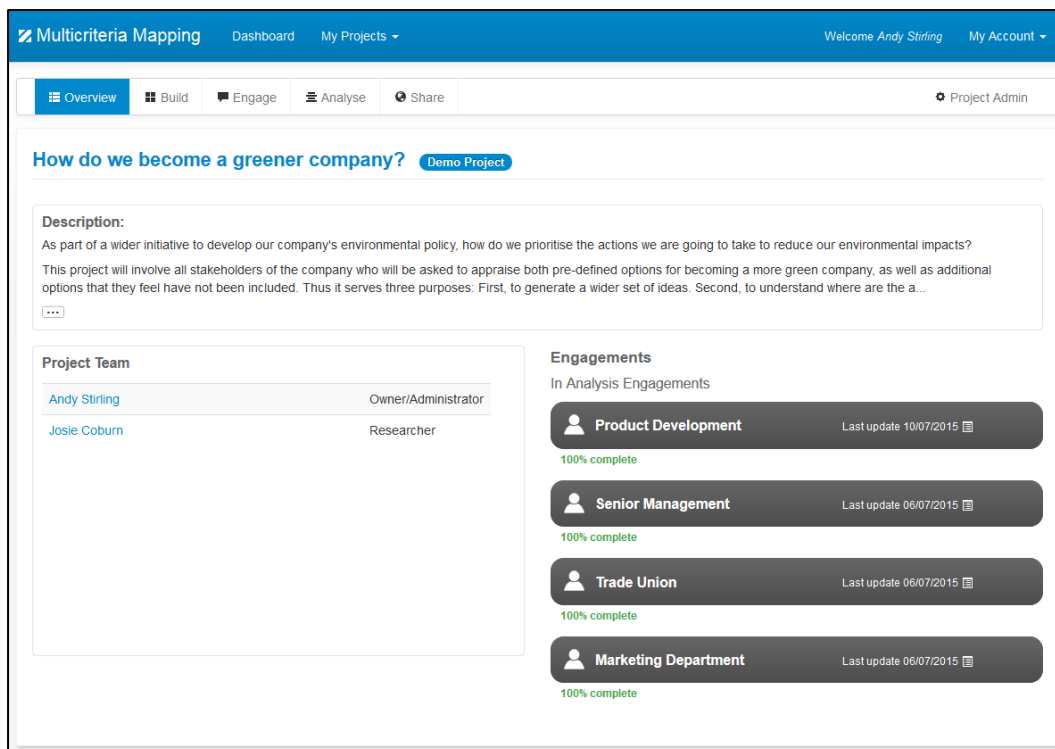 Multicriteria Mapping Dashboard My Projects Welcome Andy Stirling My Account
Overview Build Engage Analyse Share Project Admin
How do we become a greener company? Demo Project
Description:
As part of a wider initiative to develop our company's environmental policy, how do we prioritise the actions we are going to take to reduce our environmental impacts?
This project will involve all stakeholders of the company who will be asked to appraise both pre-defined options for becoming a more green company, as well as additional
options that they feel have not been included. Thus it serves three purposes: First, to generate a wider set of ideas. Second, to understand where are the a...
...
Project Team
Andy Stirling Owner/Administrator
Josie Coburn Researcher
Engagements
In Analysis Engagements
Product Development Last update 10/07/2015
100% complete
Senior Management Last update 06/07/2015
100% complete
Trade Union Last update 06/07/2015
100% complete
Marketing Department Last update 06/07/2015
100% complete